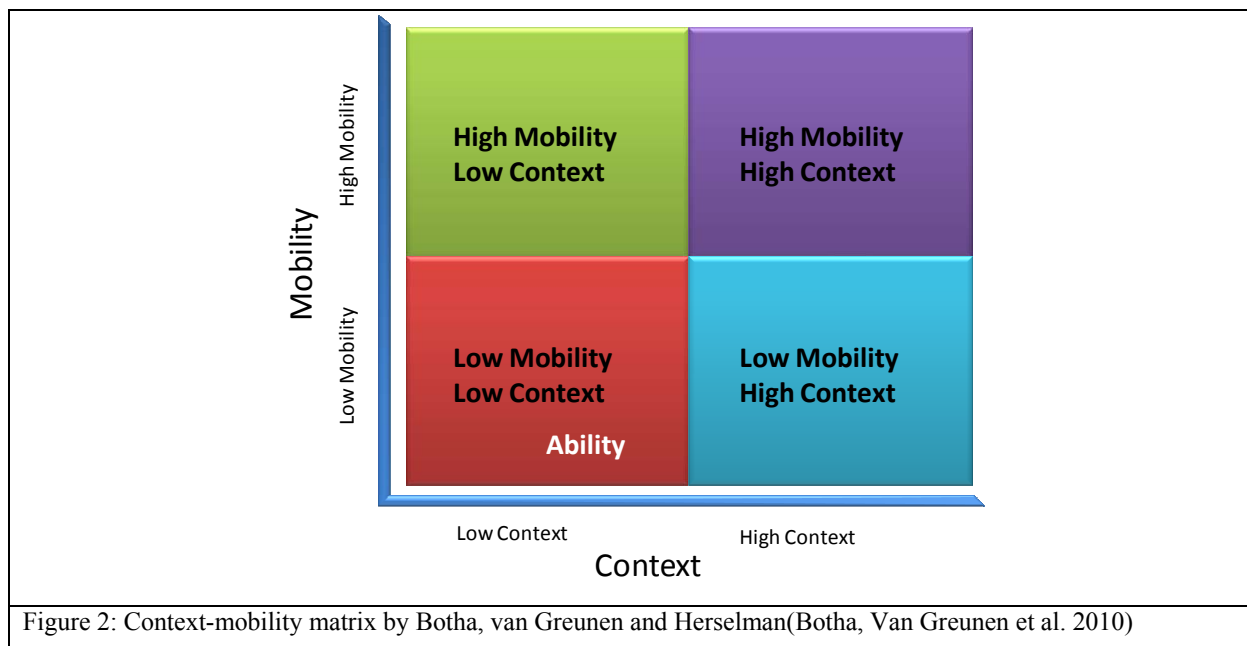 Mobility
High Mobility
Low Mobility
High Mobility
Low Context
High Mobility
High Context
Low Mobility
Low Context
Ability
Low Mobility
High Context
Low Context
High Context
Context
Figure 2: Context-mobility matrix by Botha, van Greunen and Herselman(Botha, Van Greunen et al. 2010)